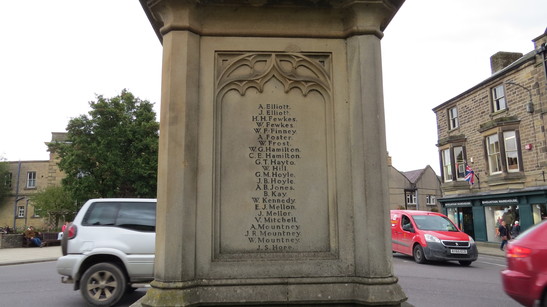 A. Elliott.
J. Elliott.
H.H. Fewkes.
W. Fewkes.
W.P. Finney.
A. Foster.
W. Frost.
W.G. Hamilton.
C.E. Hamilton.
G.T. Hayto.
W. Hill.
G.M. Hoyle.
J.R. Hoyle.
A.R. Jones.
B. Kay.
W. Kennedy.
E.J. Mellon.
J. Mellor.
V. Mitchell.
A. Mountney.
J.R. Mountney.
W. Mountney.
J.S. Hore.